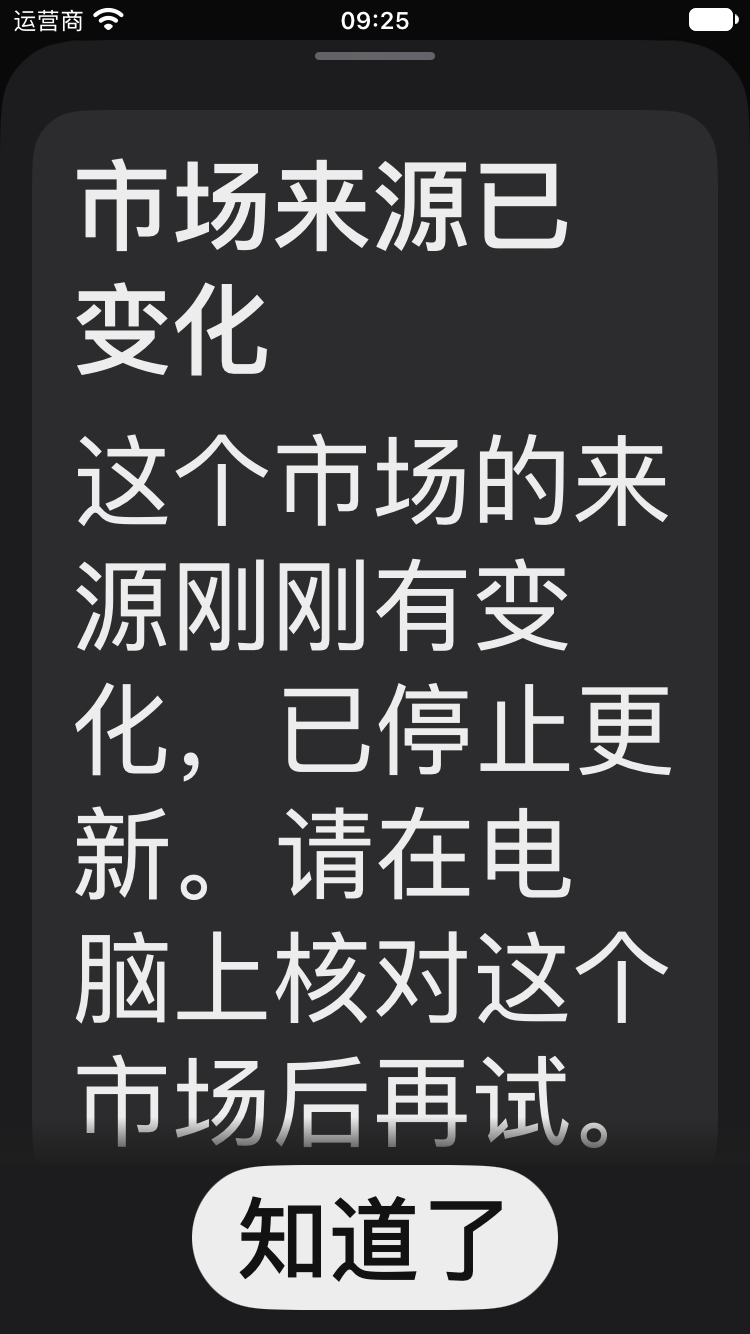 运营商
09:25
市场来源已
变化
这个市场的来
源刚刚有变
化，已停止更
新。请在电
脑上核对这个
市场后再试。
知道了